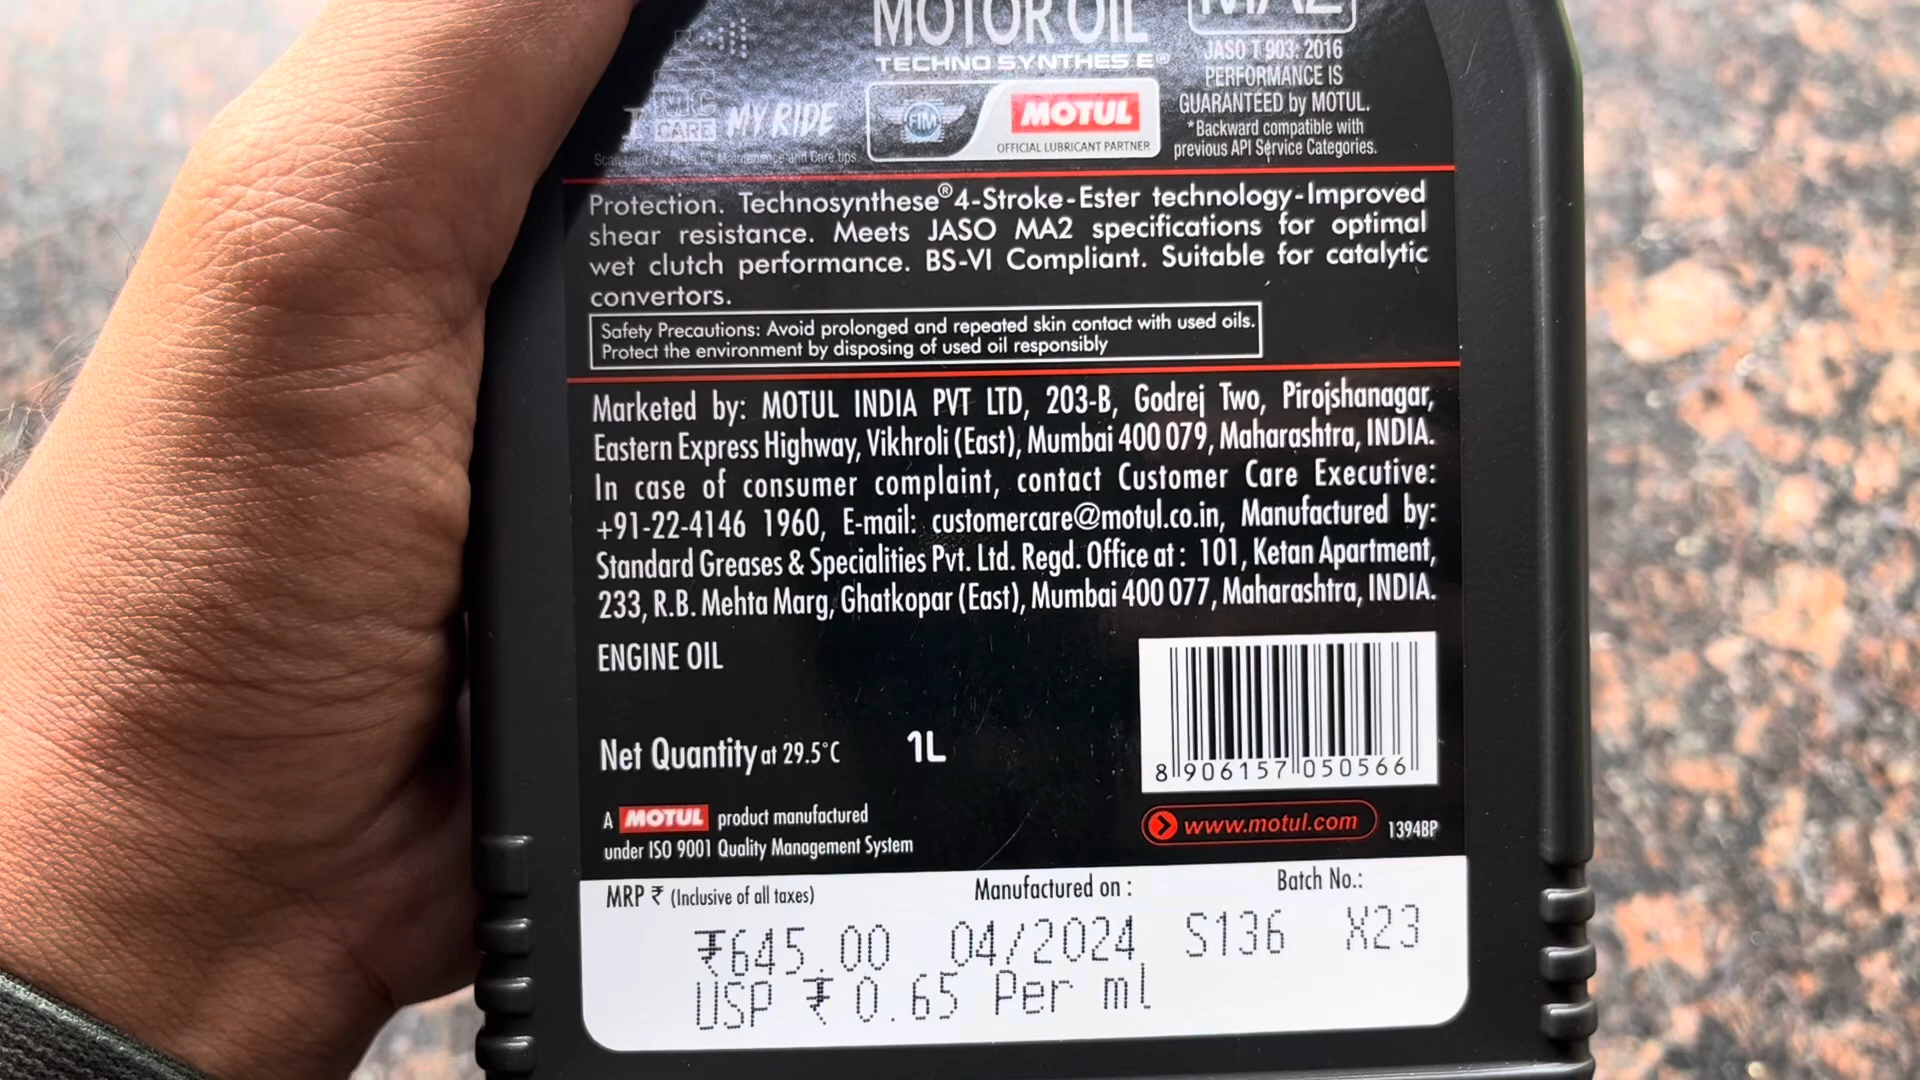 MOTOR OIL
TECHNOSYNTHESE®
MA2
JASO T 903: 2016
PERFORMANCE IS
GUARANTEED by MOTUL.
*Backward compatible with
previous API Service Categories.
MC
CARE
MY RIDE
Maintenance and Care tips.
FIM
MOTUL
OFFICIAL LUBRICANT PARTNER
Protection. Technosynthese® 4-Stroke-Ester technology-Improved
shear resistance. Meets JASO MA2 specifications for optimal
wet clutch performance. BS-VI Compliant. Suitable for catalytic
convertors.
Safety Precautions: Avoid prolonged and repeated skin contact with used oils.
Protect the environment by disposing of used oil responsibly
Marketed by: MOTUL INDIA PVT LTD, 203-B, Godrej Two, Pirojshanagar,
Eastern Express Highway, Vikhroli (East), Mumbai 400 079, Maharashtra, INDIA.
In case of consumer complaint, contact Customer Care Executive:
+91-22-4146 1960, E-mail: customercare@motul.co.in, Manufactured by:
Standard Greases & Specialities Pvt. Ltd. Regd. Office at : 101, Ketan Apartment,
233, R.B. Mehta Marg, Ghatkopar (East), Mumbai 400 077, Maharashtra, INDIA.
ENGINE OIL
Net Quantity at 29.5°C 1L
8 906157 050566
A MOTUL product manufactured
under ISO 9001 Quality Management System
www.motul.com
1394BP
MRP ₹ (Inclusive of all taxes) Manufactured on : Batch No.:
₹645.00 04/2024 S136 X23
USP ₹ 0.65 Per ml